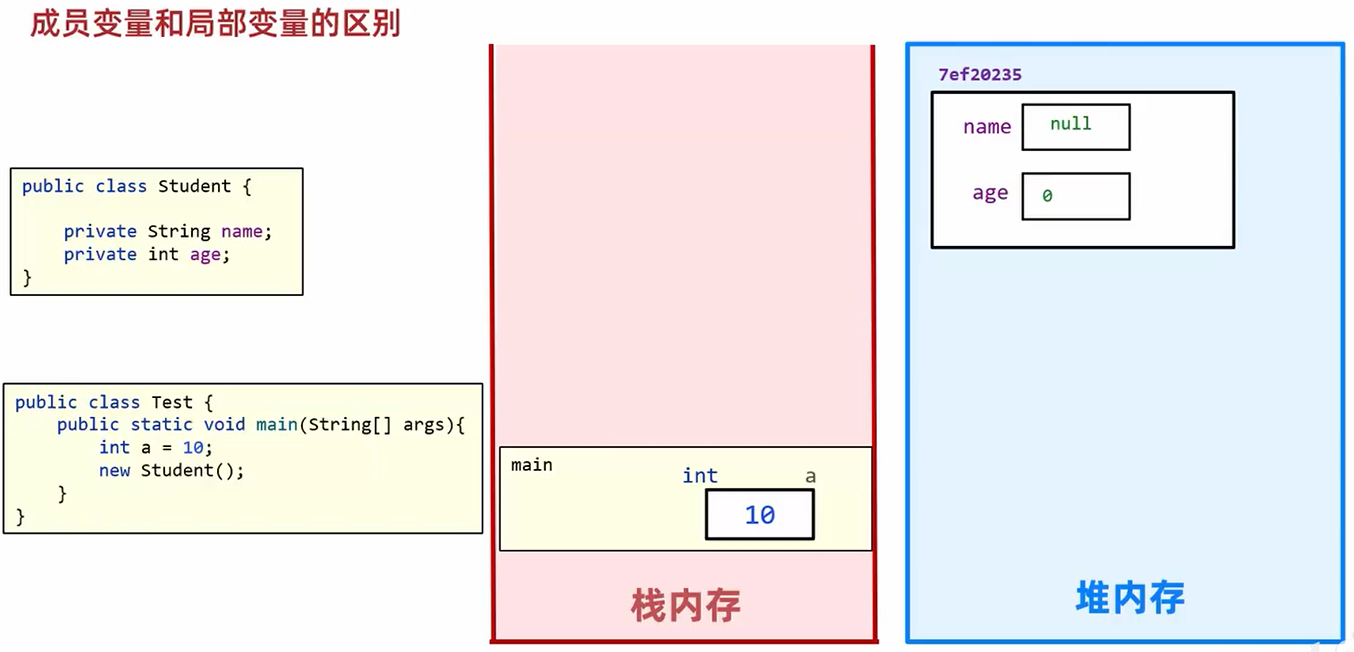 成员变量和局部变量的区别
public class Student {
private String name;
private int age;
}
public class Test {
public static void main(String[] args){
int a = 10;
new Student();
}
}
main
int a
10
栈内存
7ef20235
name null
age 0
堆内存